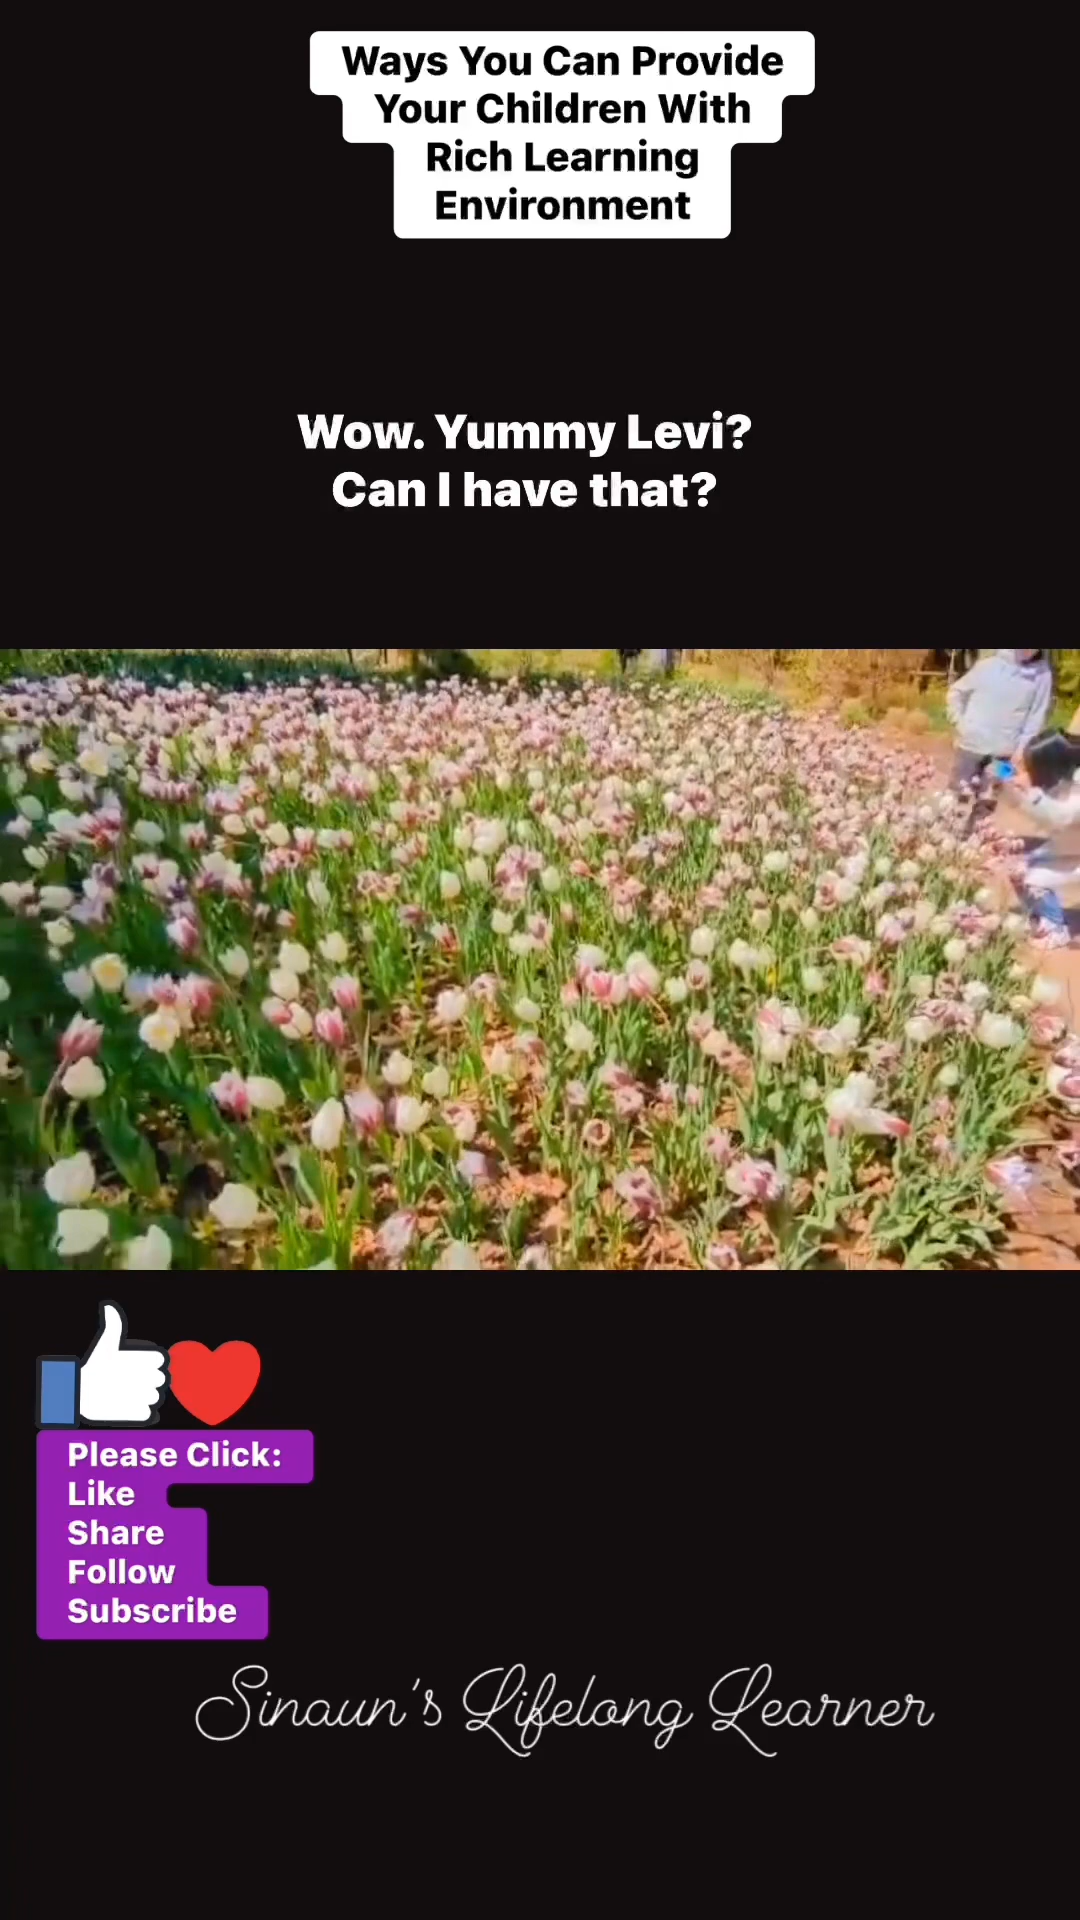 Ways You Can Provide
Your Children With
Rich Learning
Environment
Wow. Yummy Levi?
Can I have that?
Please Click:
Like
Share
Follow
Subscribe
Sinaun's Lifelong Learner